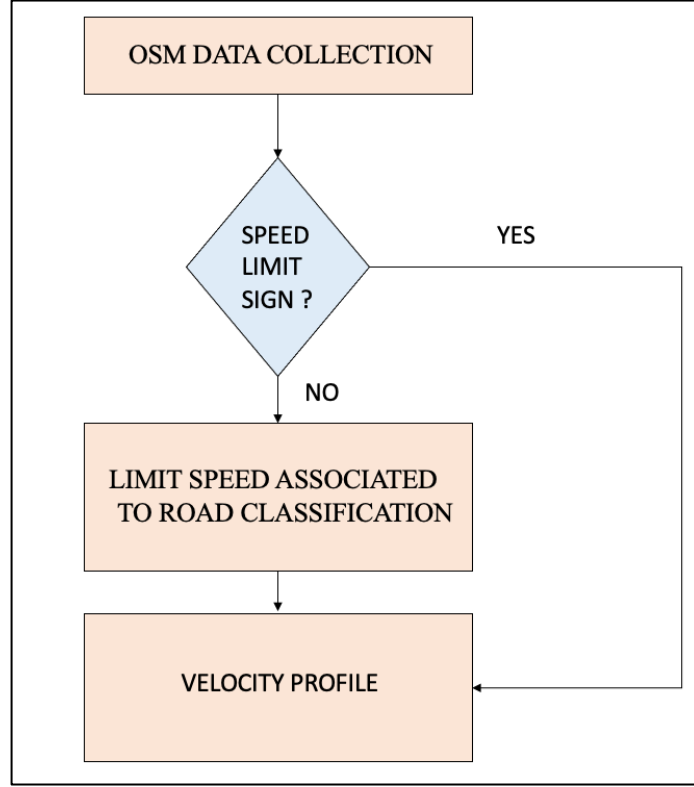 OSM DATA COLLECTION
SPEED
LIMIT
SIGN ?
YES
NO
LIMIT SPEED ASSOCIATED
TO ROAD CLASSIFICATION
VELOCITY PROFILE